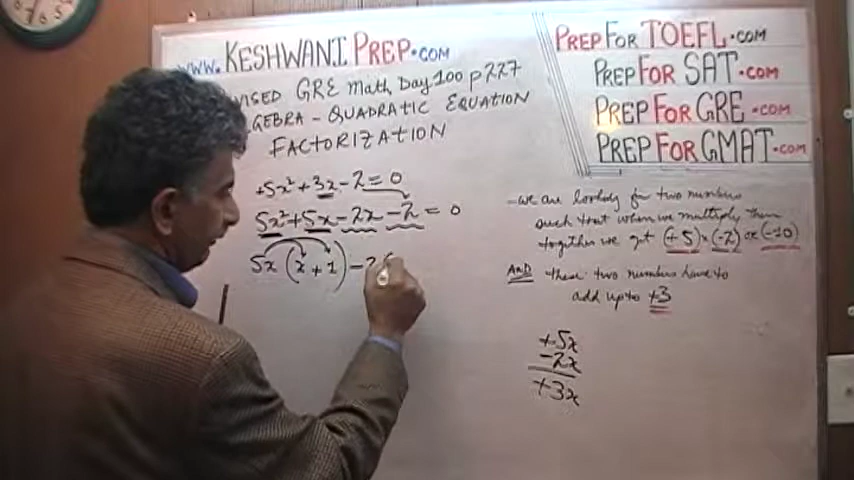 www.KESHWANI PREP.COM
VISED GRE Math Day 100 p 227
GEBRA - QUADRATIC EQUATION
FACTORIZATION
+5x² + 3x - 2 = 0
5x² + 5x - 2x - 2 = 0
5x (x + 1) - 2(
PREP FOR TOEFL.COM
PREP FOR SAT.COM
PREP FOR GRE.COM
PREP FOR GMAT.COM
- we are looking for two numbers
such that when we multiply them
together we get (+5)×(-2) or (-10)
AND these two numbers have to
add up to +3
+5x
-2x
+3x